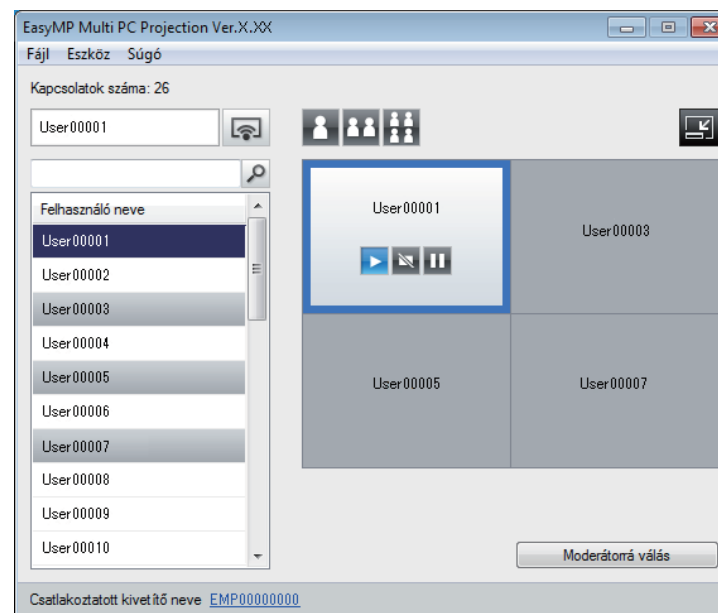 EasyMP Multi PC Projection Ver.X.XX
Fájl Eszköz Súgó
Kapcsolatok száma: 26
User00001
Felhasználó neve
User00001
User00002
User00003
User00004
User00005
User00006
User00007
User00008
User00009
User00010
User00001
User00003
User00005
User00007
Moderátorrá válás
Csatlakoztatott kivetítő neve EMP00000000